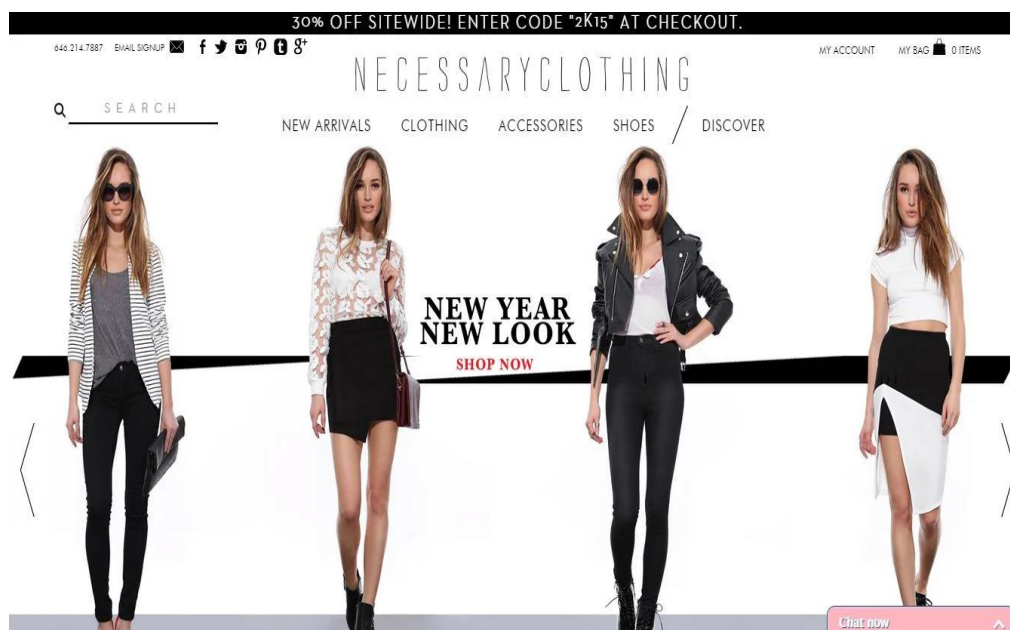 30% OFF SITEWIDE! ENTER CODE "2K15" AT CHECKOUT.
646.214.7887 EMAIL SIGNUP
MY ACCOUNT MY BAG 0 ITEMS
NECESSARYCLOTHING
SEARCH
NEW ARRIVALS CLOTHING ACCESSORIES SHOES / DISCOVER
NEW YEAR
NEW LOOK
SHOP NOW
Chat now